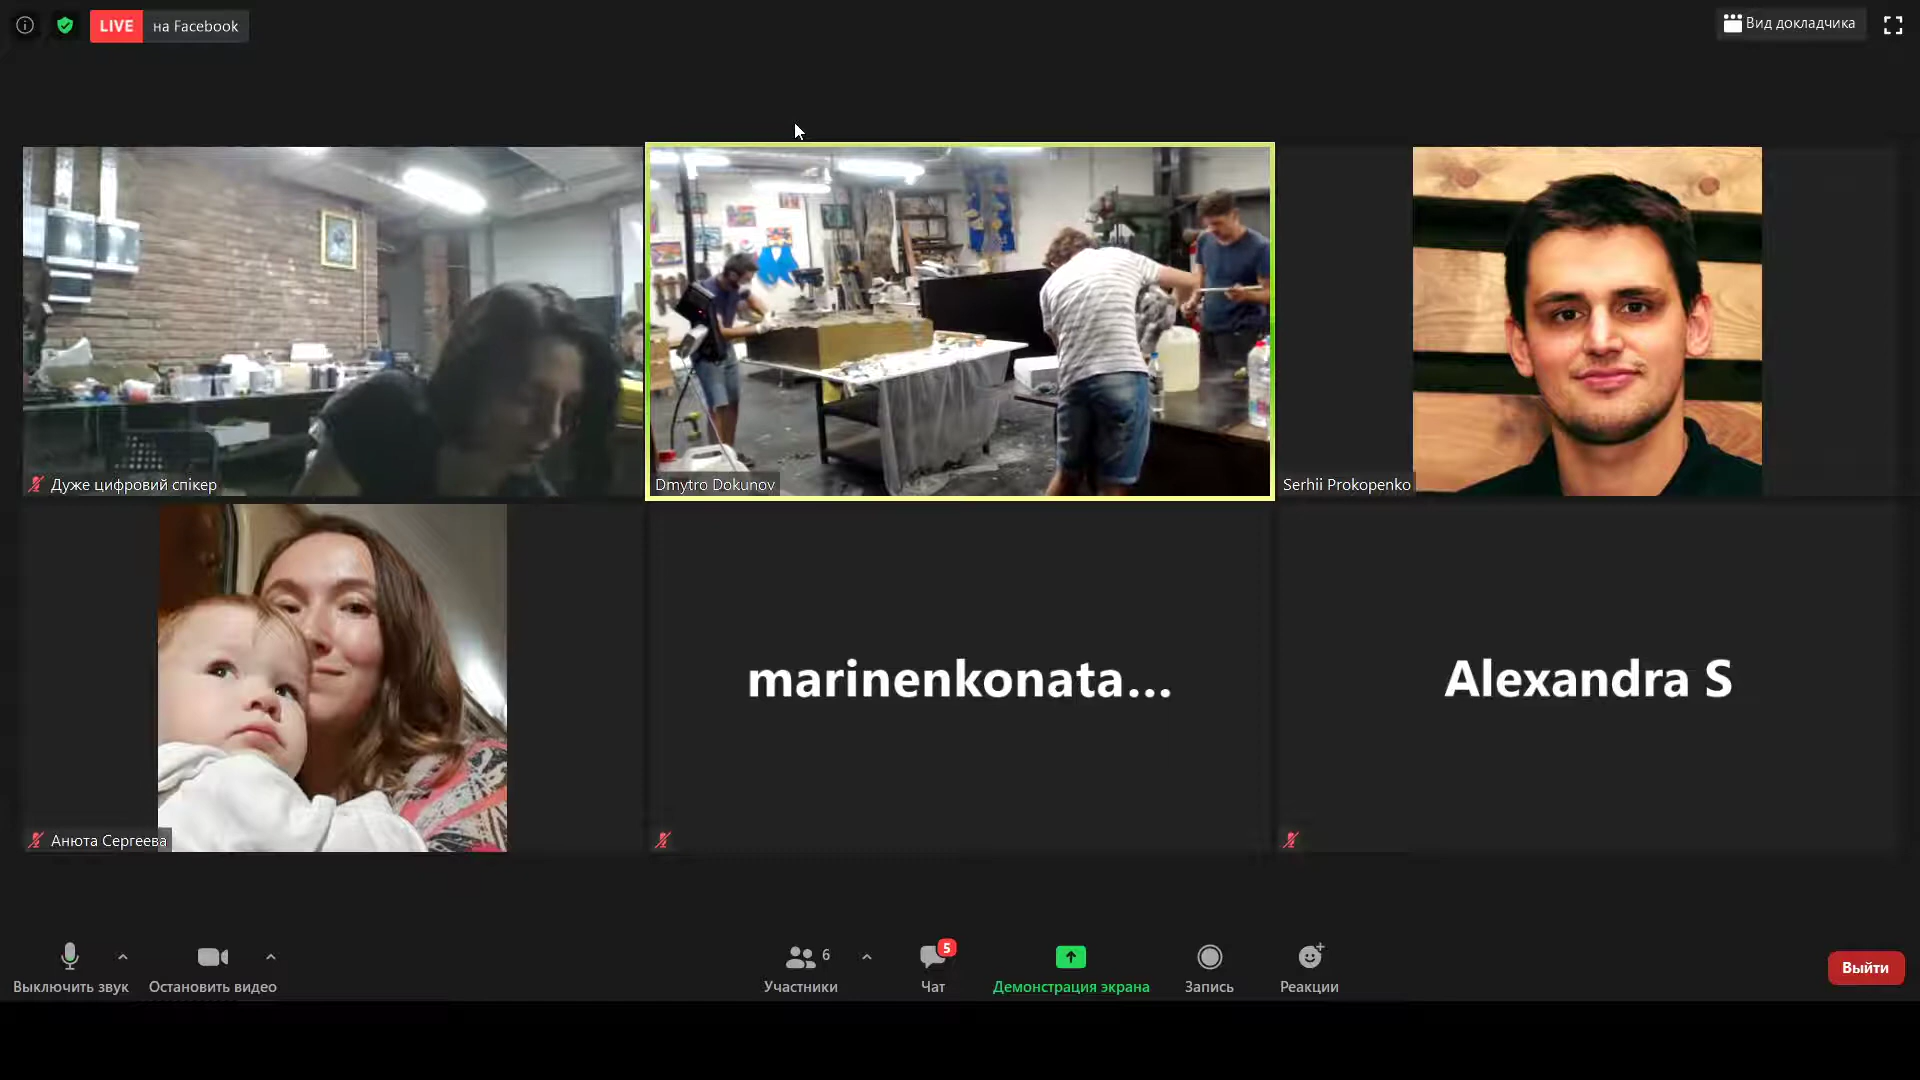 LIVE на Facebook
Вид докладчика
Дуже цифровий спікер
Dmytro Dokunov
Serhii Prokopenko
marinenkonata...
Alexandra S
Анюта Сергеева
Выключить звук
Остановить видео
6
Участники
5
Чат
Демонстрация экрана
Запись
Реакции
Выйти